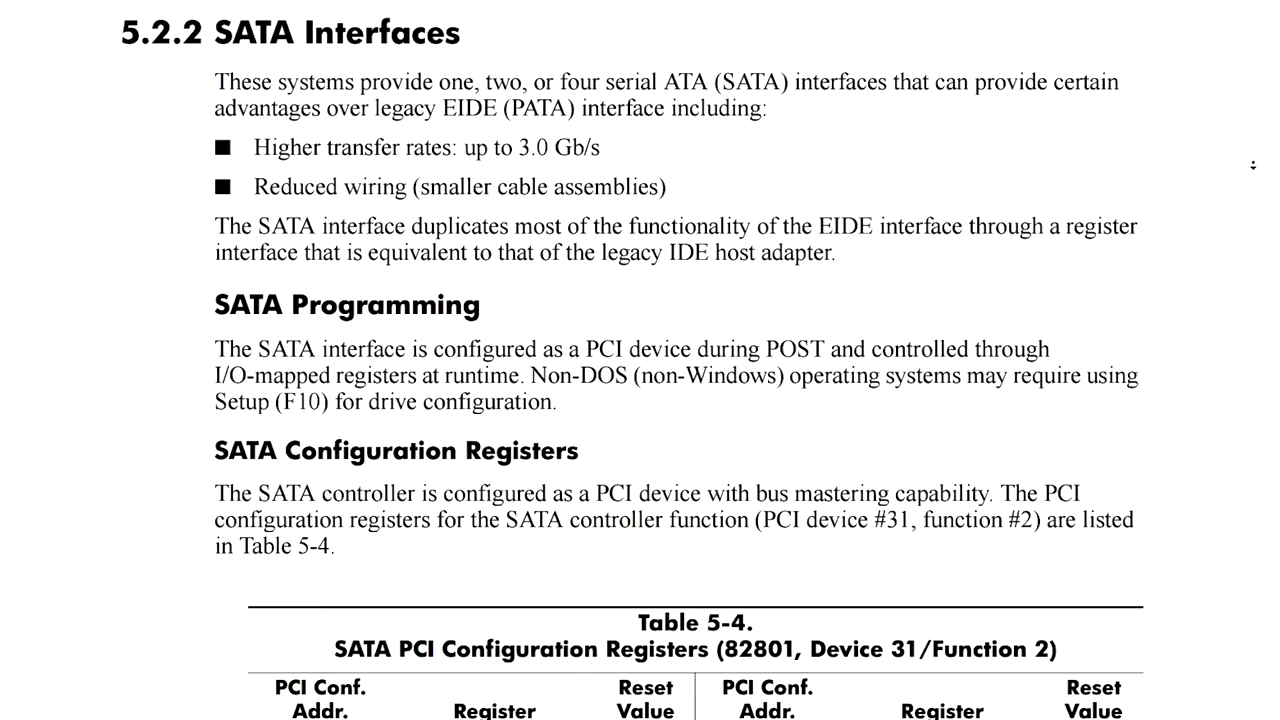 5.2.2 SATA Interfaces
These systems provide one, two, or four serial ATA (SATA) interfaces that can provide certain
advantages over legacy EIDE (PATA) interface including:
■ Higher transfer rates: up to 3.0 Gb/s
■ Reduced wiring (smaller cable assemblies)
The SATA interface duplicates most of the functionality of the EIDE interface through a register
interface that is equivalent to that of the legacy IDE host adapter.
SATA Programming
The SATA interface is configured as a PCI device during POST and controlled through
I/O-mapped registers at runtime. Non-DOS (non-Windows) operating systems may require using
Setup (F10) for drive configuration.
SATA Configuration Registers
The SATA controller is configured as a PCI device with bus mastering capability. The PCI
configuration registers for the SATA controller function (PCI device #31, function #2) are listed
in Table 5-4.
Table 5-4.
SATA PCI Configuration Registers (82801, Device 31/Function 2)
PCI Conf. Reset PCI Conf. Reset
Addr. Register Value Addr. Register Value